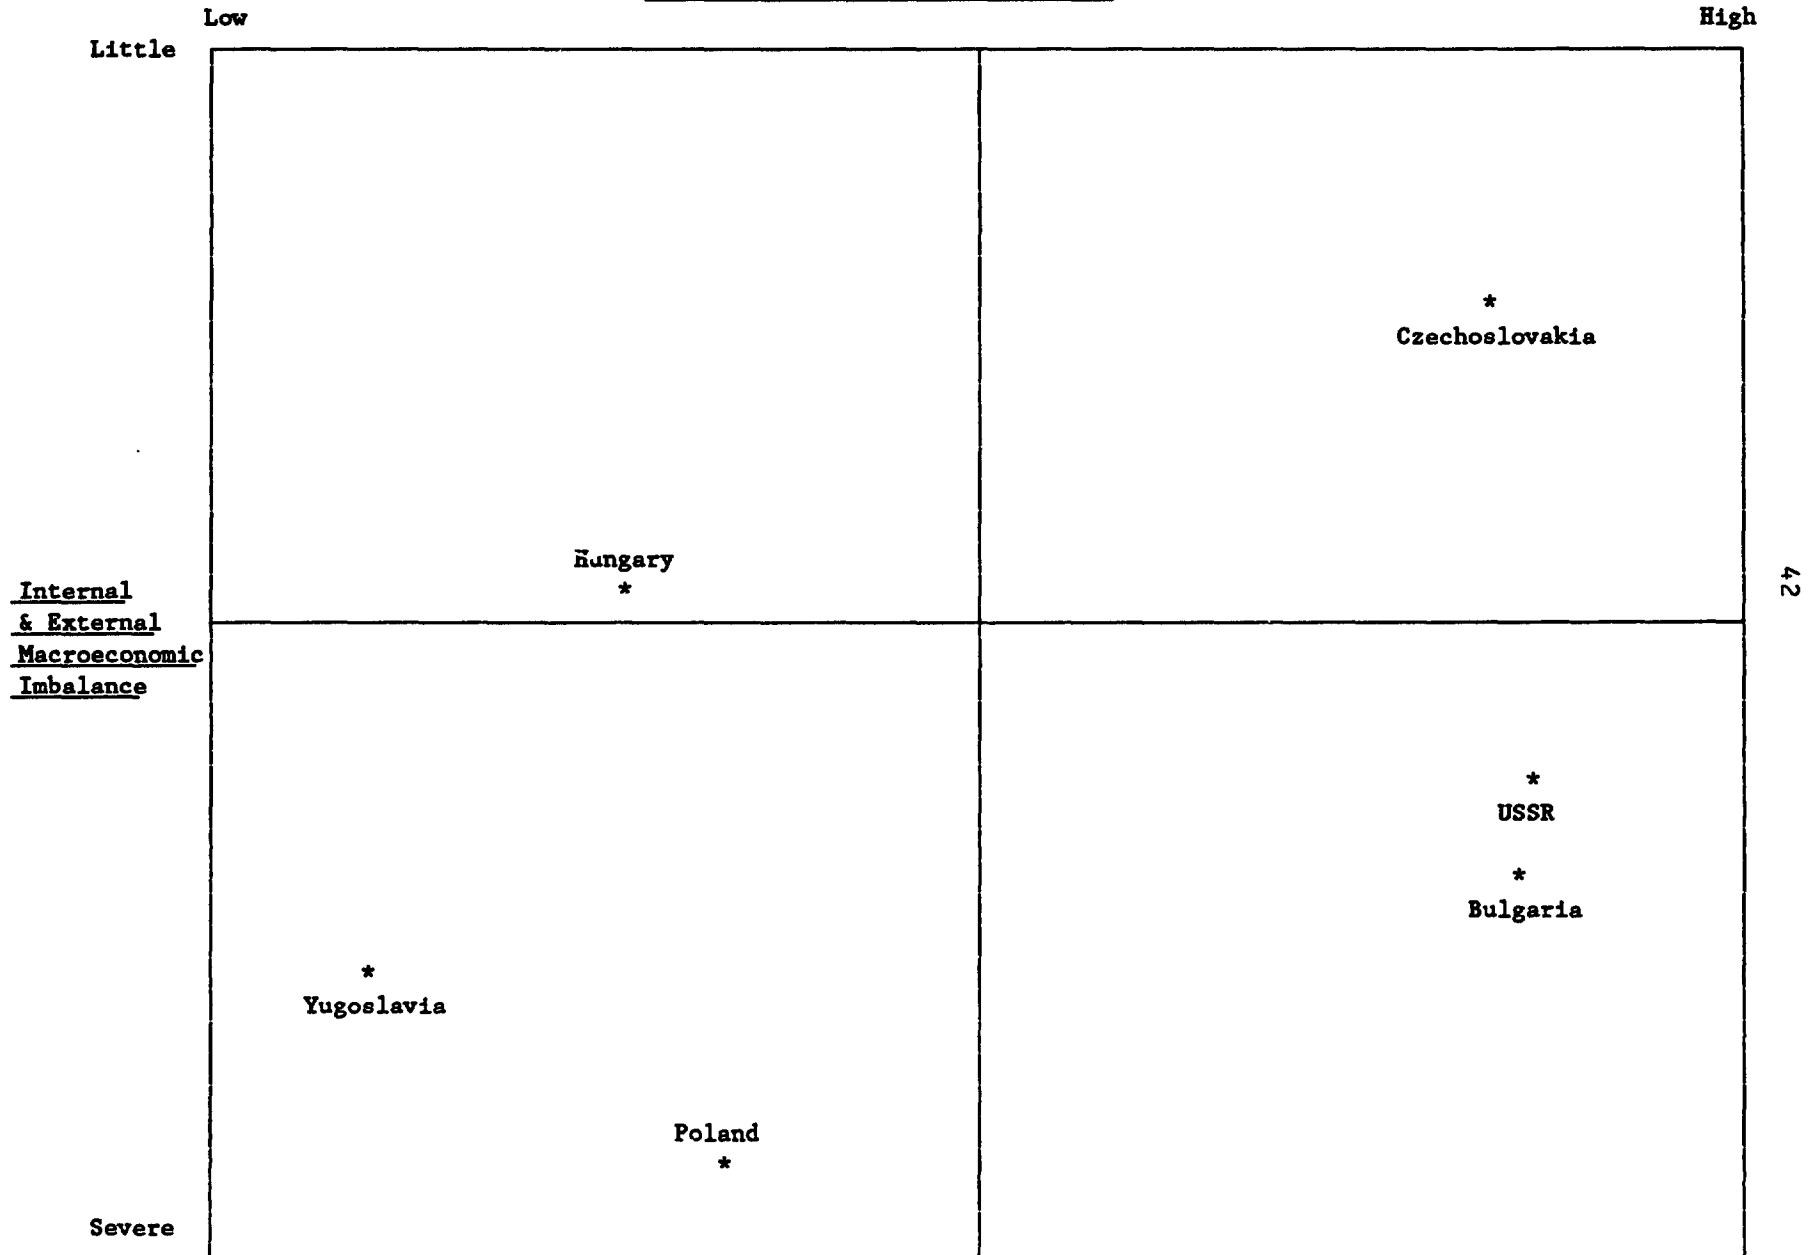 Low High
Little
*
Czechoslovakia
Hungary
*
Internal
& External
Macroeconomic
Imbalance
42
*
USSR
*
Bulgaria
*
Yugoslavia
Poland
*
Severe